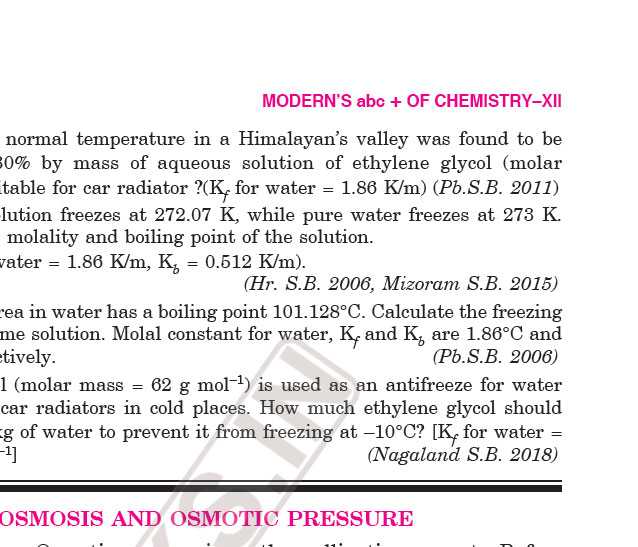 MODERN'S abc + OF CHEMISTRY–XII
normal temperature in a Himalayan's valley was found to be
30% by mass of aqueous solution of ethylene glycol (molar
itable for car radiator ?(Kf for water = 1.86 K/m) (Pb.S.B. 2011)
lution freezes at 272.07 K, while pure water freezes at 273 K.
molality and boiling point of the solution.
water = 1.86 K/m, Kb = 0.512 K/m).
(Hr. S.B. 2006, Mizoram S.B. 2015)
rea in water has a boiling point 101.128°C. Calculate the freezing
me solution. Molal constant for water, Kf and Kb are 1.86°C and
ctively. (Pb.S.B. 2006)
l (molar mass = 62 g mol–1) is used as an antifreeze for water
car radiators in cold places. How much ethylene glycol should
kg of water to prevent it from freezing at –10°C? [Kf for water =
–1] (Nagaland S.B. 2018)
OSMOSIS AND OSMOTIC PRESSURE